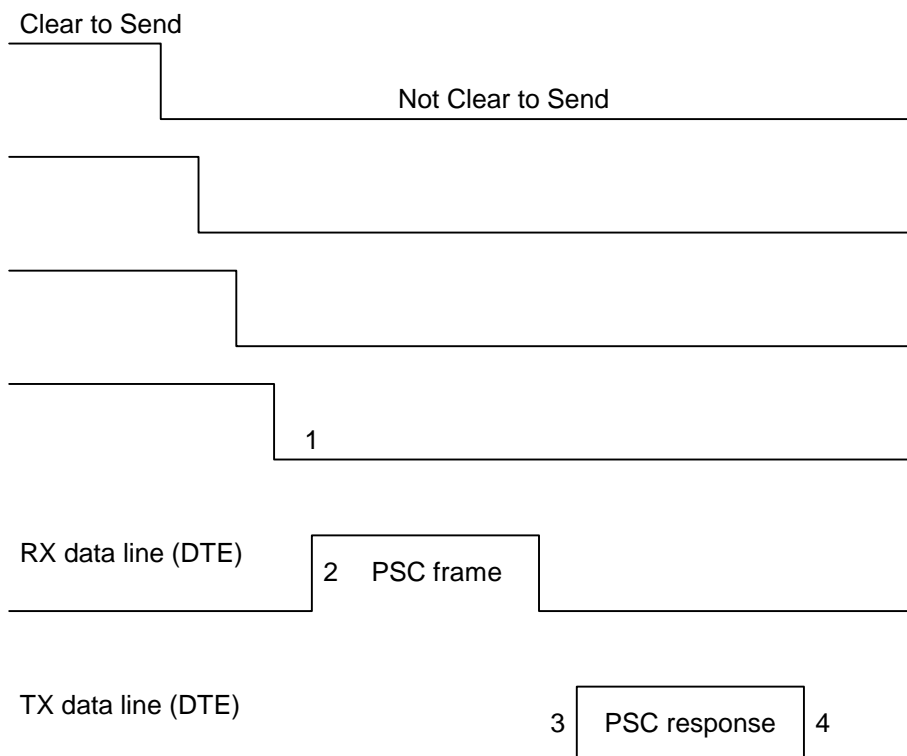 Clear to Send
Not Clear to Send
1
RX data line (DTE)
2 PSC frame
TX data line (DTE)
3 PSC response 4